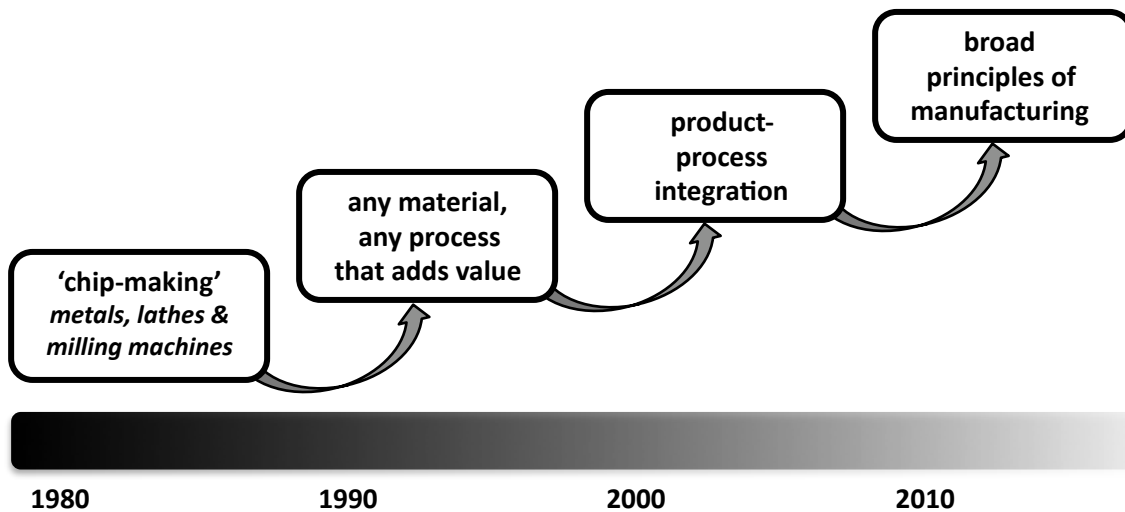 ‘chip-making’
metals, lathes &
milling machines
any material,
any process
that adds value
product-
process
integration
broad
principles of
manufacturing
1980
1990
2000
2010